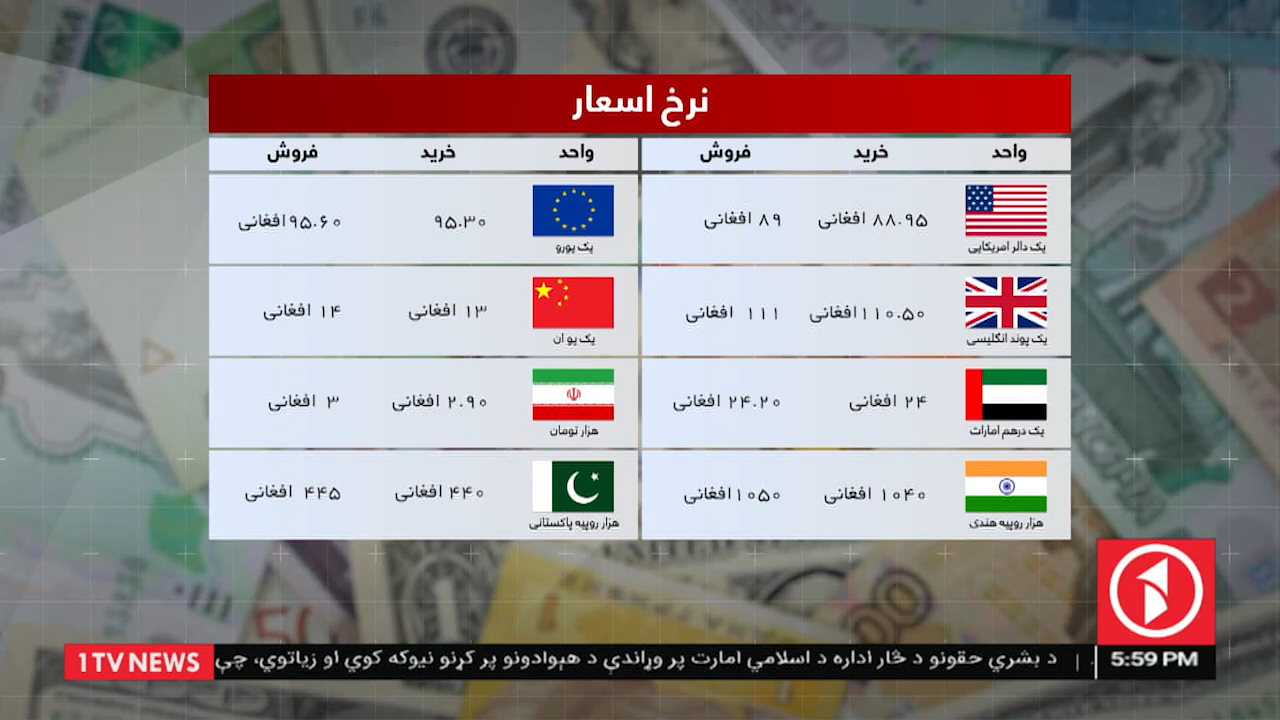 نرخ اسعار
واحد خرید فروش واحد خرید فروش
۸۸.۹۵ افغانی ۸۹ افغانی ۹۵.۳۰ ۹۵.۶۰افغانی
یک دالر امریکایی یک یورو
۱۱۰.۵۰افغانی ۱۱۱ افغانی ۱۳ افغانی ۱۴ افغانی
یک پوند انگلیسی یک یو ان
۲۴ افغانی ۲۴.۲۰ افغانی ۲.۹۰ افغانی ۳ افغانی
یک درهم امارات هزار تومان
۱۰۴۰ افغانی ۱۰۵۰افغانی ۴۴۰ افغانی ۴۴۵ افغانی
هزار روپیه هندی هزار روپیه پاکستانی
1TV NEWS
د بشري حقونو د څار اداره د اسلامي امارت پر وړاندې د هېوادونو پر کړنو نیوکه کوي او زیاتوي، چې
5:59 PM